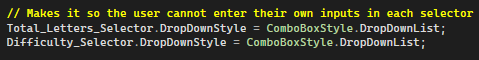 // Makes it so the user cannot enter their own inputs in each selector
Total_Letters_Selector.DropDownStyle = ComboBoxStyle.DropDownList;
Difficulty_Selector.DropDownStyle = ComboBoxStyle.DropDownList;